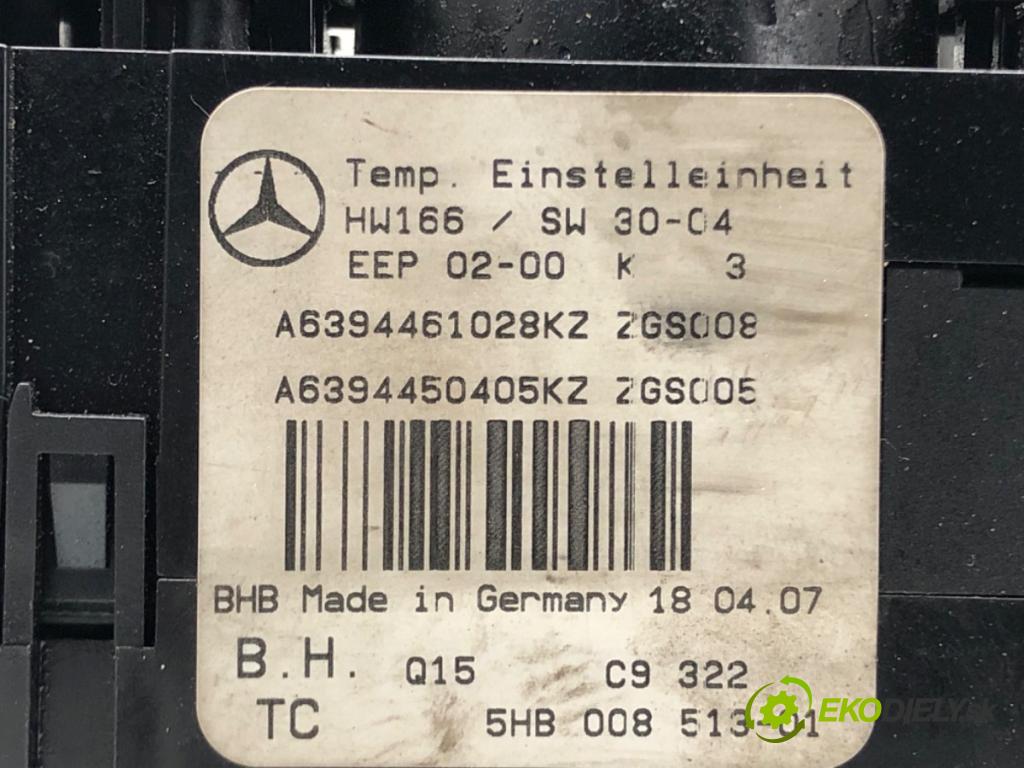 Temp. Einstelleinheit
HW166 / SW 30-04
EEP 02-00 K 3
A6394461028KZ ZGS008
A6394450405KZ ZGS005
BHB Made in Germany 18 04.07
B.H. Q15 C9 322
TC 5HB 008 513-01
EKODIELY.sk